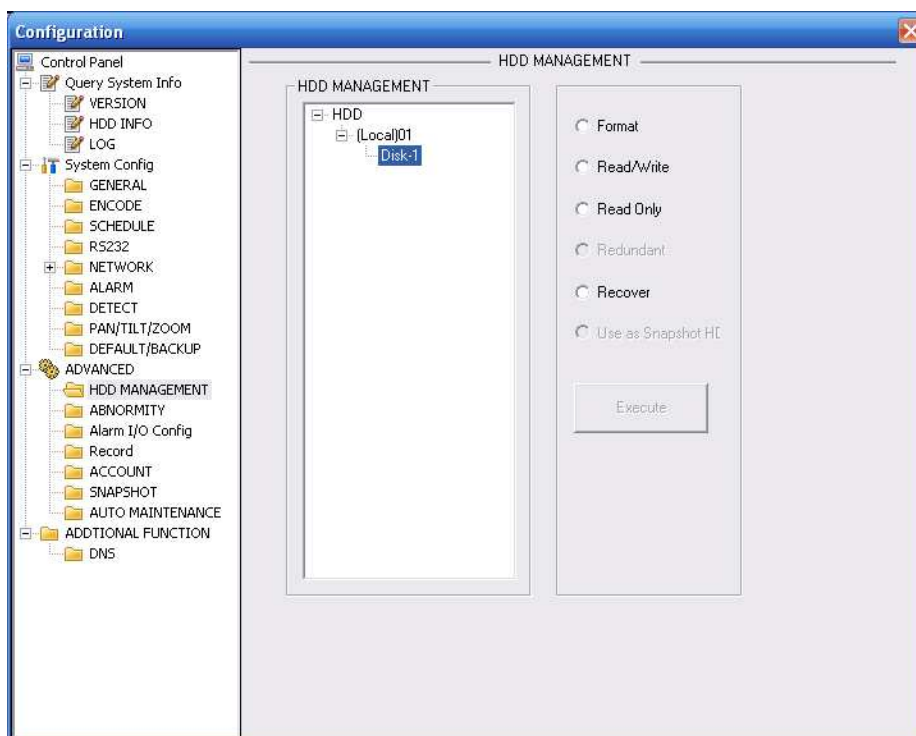 Configuration
Control Panel
Query System Info
VERSION
HDD INFO
LOG
System Config
GENERAL
ENCODE
SCHEDULE
RS232
NETWORK
ALARM
DETECT
PAN/TILT/ZOOM
DEFAULT/BACKUP
ADVANCED
HDD MANAGEMENT
ABNORMITY
Alarm I/O Config
Record
ACCOUNT
SNAPSHOT
AUTO MAINTENANCE
ADDTIONAL FUNCTION
DNS
HDD MANAGEMENT
HDD MANAGEMENT
HDD
(Local)01
Disk-1
Format
Read/Write
Read Only
Redundant
Recover
Use as Snapshot HD
Execute